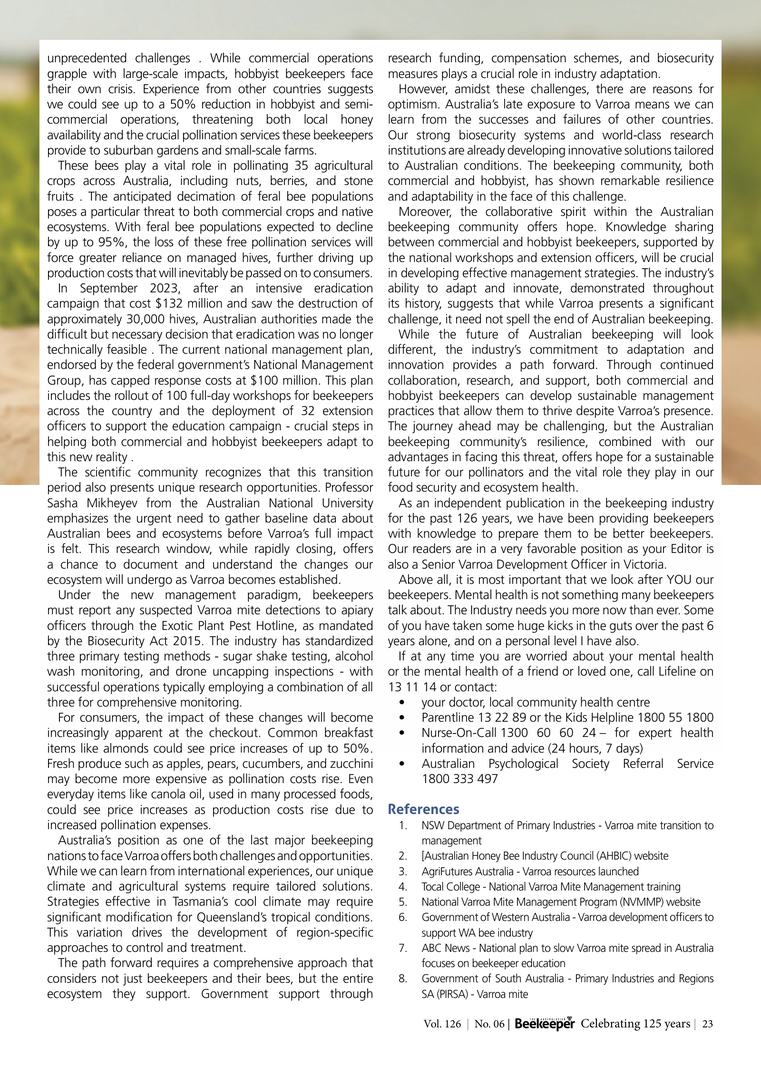 unprecedented challenges . While commercial operations
grapple with large-scale impacts, hobbyist beekeepers face
their own crisis. Experience from other countries suggests
we could see up to a 50% reduction in hobbyist and semi-
commercial operations, threatening both local honey
availability and the crucial pollination services these beekeepers
provide to suburban gardens and small-scale farms.
These bees play a vital role in pollinating 35 agricultural
crops across Australia, including nuts, berries, and stone
fruits . The anticipated decimation of feral bee populations
poses a particular threat to both commercial crops and native
ecosystems. With feral bee populations expected to decline
by up to 95%, the loss of these free pollination services will
force greater reliance on managed hives, further driving up
production costs that will inevitably be passed on to consumers.
In September 2023, after an intensive eradication
campaign that cost $132 million and saw the destruction of
approximately 30,000 hives, Australian authorities made the
difficult but necessary decision that eradication was no longer
technically feasible . The current national management plan,
endorsed by the federal government's National Management
Group, has capped response costs at $100 million. This plan
includes the rollout of 100 full-day workshops for beekeepers
across the country and the deployment of 32 extension
officers to support the education campaign - crucial steps in
helping both commercial and hobbyist beekeepers adapt to
this new reality .
The scientific community recognizes that this transition
period also presents unique research opportunities. Professor
Sasha Mikheyev from the Australian National University
emphasizes the urgent need to gather baseline data about
Australian bees and ecosystems before Varroa's full impact
is felt. This research window, while rapidly closing, offers
a chance to document and understand the changes our
ecosystem will undergo as Varroa becomes established.
Under the new management paradigm, beekeepers
must report any suspected Varroa mite detections to apiary
officers through the Exotic Plant Pest Hotline, as mandated
by the Biosecurity Act 2015. The industry has standardized
three primary testing methods - sugar shake testing, alcohol
wash monitoring, and drone uncapping inspections - with
successful operations typically employing a combination of all
three for comprehensive monitoring.
For consumers, the impact of these changes will become
increasingly apparent at the checkout. Common breakfast
items like almonds could see price increases of up to 50%.
Fresh produce such as apples, pears, cucumbers, and zucchini
may become more expensive as pollination costs rise. Even
everyday items like canola oil, used in many processed foods,
could see price increases as production costs rise due to
increased pollination expenses.
Australia's position as one of the last major beekeeping
nations to face Varroa offers both challenges and opportunities.
While we can learn from international experiences, our unique
climate and agricultural systems require tailored solutions.
Strategies effective in Tasmania's cool climate may require
significant modification for Queensland's tropical conditions.
This variation drives the development of region-specific
approaches to control and treatment.
The path forward requires a comprehensive approach that
considers not just beekeepers and their bees, but the entire
ecosystem they support. Government support through
research funding, compensation schemes, and biosecurity
measures plays a crucial role in industry adaptation.
However, amidst these challenges, there are reasons for
optimism. Australia's late exposure to Varroa means we can
learn from the successes and failures of other countries.
Our strong biosecurity systems and world-class research
institutions are already developing innovative solutions tailored
to Australian conditions. The beekeeping community, both
commercial and hobbyist, has shown remarkable resilience
and adaptability in the face of this challenge.
Moreover, the collaborative spirit within the Australian
beekeeping community offers hope. Knowledge sharing
between commercial and hobbyist beekeepers, supported by
the national workshops and extension officers, will be crucial
in developing effective management strategies. The industry's
ability to adapt and innovate, demonstrated throughout
its history, suggests that while Varroa presents a significant
challenge, it need not spell the end of Australian beekeeping.
While the future of Australian beekeeping will look
different, the industry's commitment to adaptation and
innovation provides a path forward. Through continued
collaboration, research, and support, both commercial and
hobbyist beekeepers can develop sustainable management
practices that allow them to thrive despite Varroa's presence.
The journey ahead may be challenging, but the Australian
beekeeping community's resilience, combined with our
advantages in facing this threat, offers hope for a sustainable
future for our pollinators and the vital role they play in our
food security and ecosystem health.
As an independent publication in the beekeeping industry
for the past 126 years, we have been providing beekeepers
with knowledge to prepare them to be better beekeepers.
Our readers are in a very favorable position as your Editor is
also a Senior Varroa Development Officer in Victoria.
Above all, it is most important that we look after YOU our
beekeepers. Mental health is not something many beekeepers
talk about. The Industry needs you more now than ever. Some
of you have taken some huge kicks in the guts over the past 6
years alone, and on a personal level I have also.
If at any time you are worried about your mental health
or the mental health of a friend or loved one, call Lifeline on
13 11 14 or contact:
• your doctor, local community health centre
• Parentline 13 22 89 or the Kids Helpline 1800 55 1800
• Nurse-On-Call 1300 60 60 24 – for expert health
information and advice (24 hours, 7 days)
• Australian Psychological Society Referral Service
1800 333 497
References
1. NSW Department of Primary Industries - Varroa mite transition to
management
2. [Australian Honey Bee Industry Council (AHBIC) website
3. AgriFutures Australia - Varroa resources launched
4. Tocal College - National Varroa Mite Management training
5. National Varroa Mite Management Program (NVMMP) website
6. Government of Western Australia - Varroa development officers to
support WA bee industry
7. ABC News - National plan to slow Varroa mite spread in Australia
focuses on beekeeper education
8. Government of South Australia - Primary Industries and Regions
SA (PIRSA) - Varroa mite
Vol. 126 | No. 06 | Beekeeper Celebrating 125 years | 23